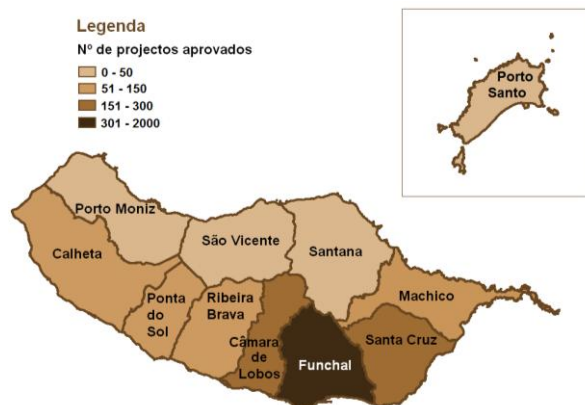 Legenda
Nº de projectos aprovados
0 - 50
51 - 150
151 - 300
301 - 2000
Porto
Santo
Porto Moniz
São Vicente
Santana
Calheta
Ponta
do
Sol
Ribeira
Brava
Câmara
de
Lobos
Funchal
Machico
Santa Cruz